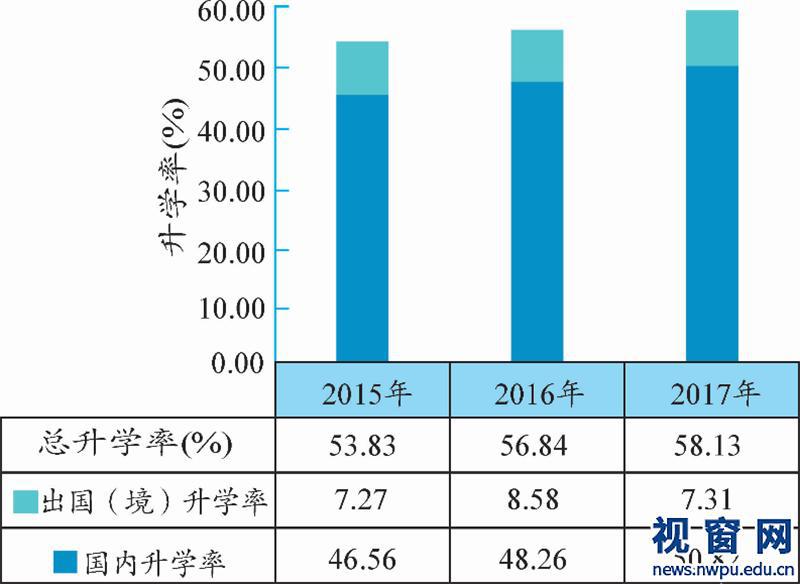 60.00
50.00
40.00
30.00
20.00
10.00
0.00
升学率(%)
2015年 2016年 2017年
总升学率(%) 53.83 56.84 58.13
出国（境）升学率 7.27 8.58 7.31
国内升学率 46.56 48.26
视窗网
news.nwpu.edu.cn